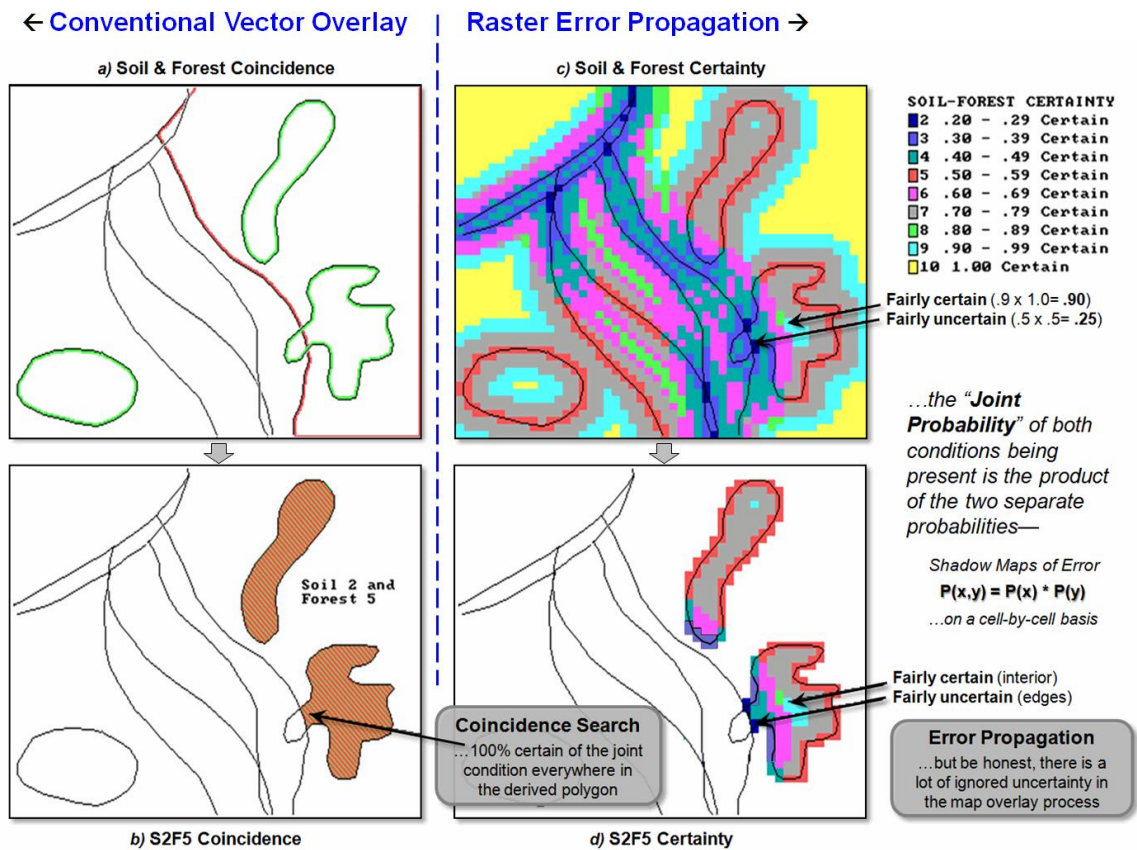 ← Conventional Vector Overlay
Raster Error Propagation →
a) Soil & Forest Coincidence
c) Soil & Forest Certainty
SOIL-FOREST CERTAINTY
2 .20 - .29 Certain
3 .30 - .39 Certain
4 .40 - .49 Certain
5 .50 - .59 Certain
6 .60 - .69 Certain
7 .70 - .79 Certain
8 .80 - .89 Certain
9 .90 - .99 Certain
10 1.00 Certain
Fairly certain (.9 x 1.0= .90)
Fairly uncertain (.5 x .5= .25)
…the “Joint
Probability” of both
conditions being
present is the product
of the two separate
probabilities—
Shadow Maps of Error
P(x,y) = P(x) * P(y)
…on a cell-by-cell basis
Soil 2 and
Forest 5
Fairly certain (interior)
Fairly uncertain (edges)
Coincidence Search
…100% certain of the joint
condition everywhere in
the derived polygon
Error Propagation
…but be honest, there is a
lot of ignored uncertainty in
the map overlay process
b) S2F5 Coincidence
d) S2F5 Certainty